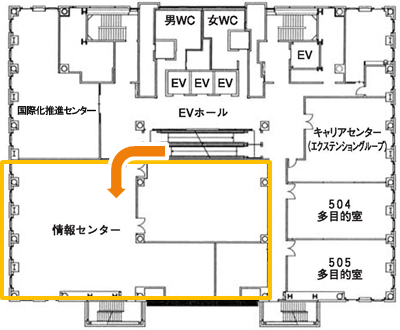 男WC
女WC
EV
EV
EV
EV
国際化推進センター
EVホール
キャリアセンター
(エクステンショングループ)
情報センター
504
多目的室
505
多目的室